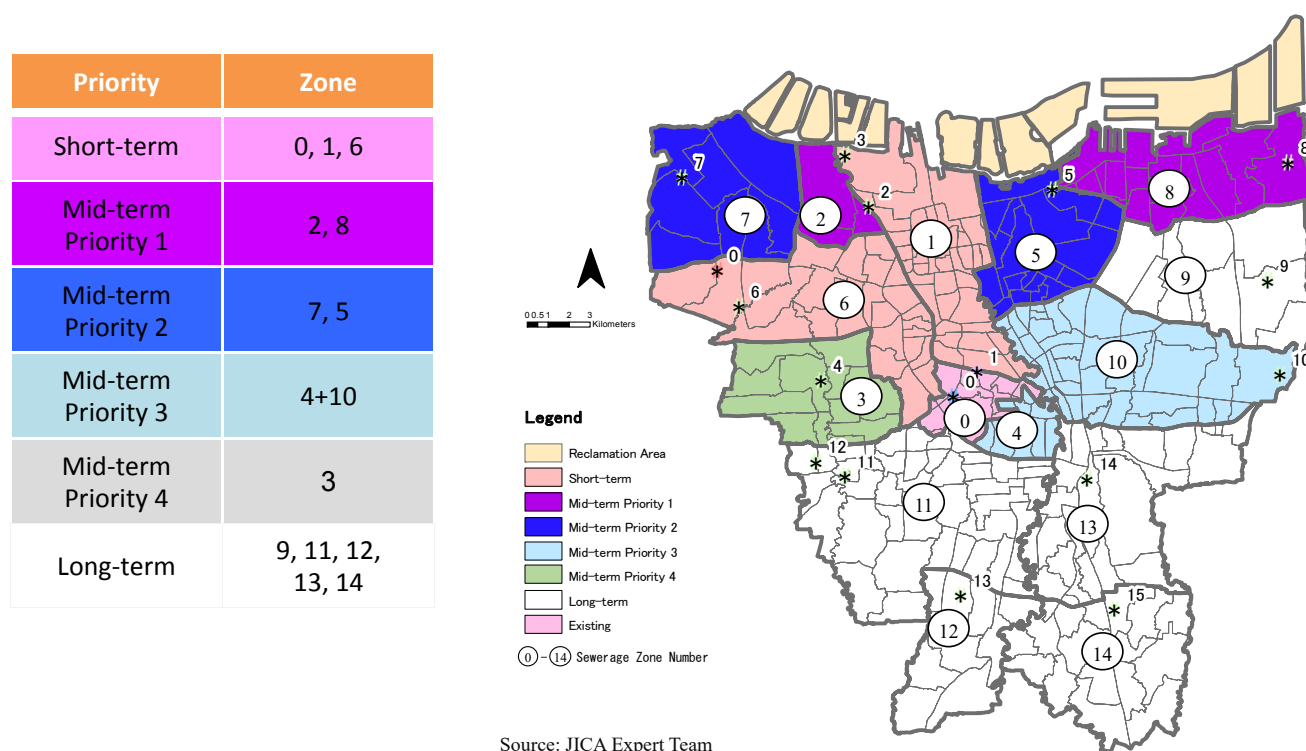 Priority Zone
Short-term 0, 1, 6
Mid-term
Priority 1
2, 8
Mid-term
Priority 2
7, 5
Mid-term
Priority 3
4+10
Mid-term
Priority 4
3
Long-term
9, 11, 12,
13, 14
3
7
5
8
2
8
7
2
1
0
5
9
9
6
6
10
1
10
4
0
3
0
4
12
11
14
11
13
13
15
12
14
0 0.5 1 2 3
Kilometers
Legend
Reclamation Area
Short-term
Mid-term Priority 1
Mid-term Priority 2
Mid-term Priority 3
Mid-term Priority 4
Long-term
Existing
0 - 14 Sewerage Zone Number
Source: JICA Expert Team